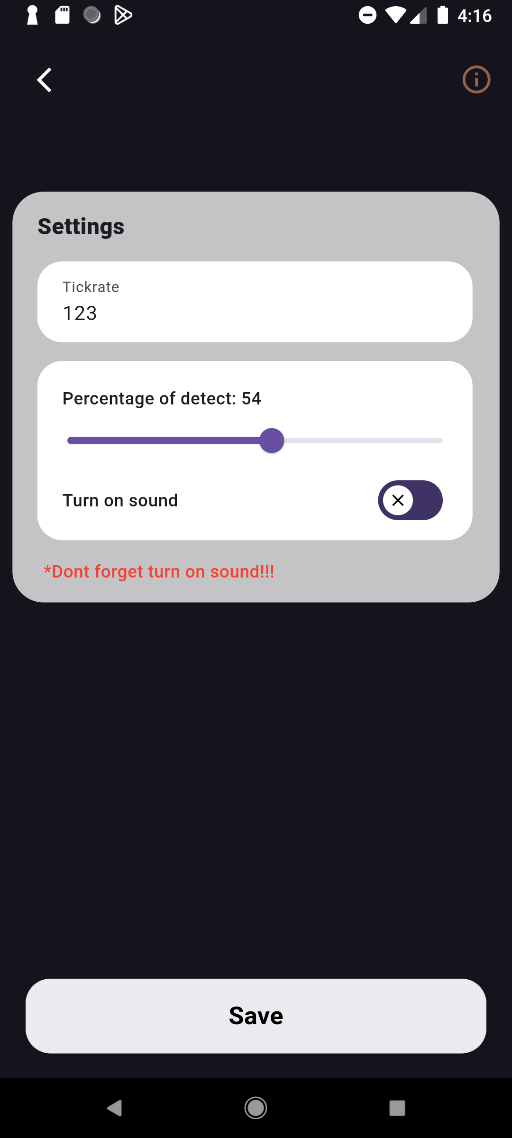 4:16
Settings
Tickrate
123
Percentage of detect: 54
Turn on sound
*Dont forget turn on sound!!!
Save